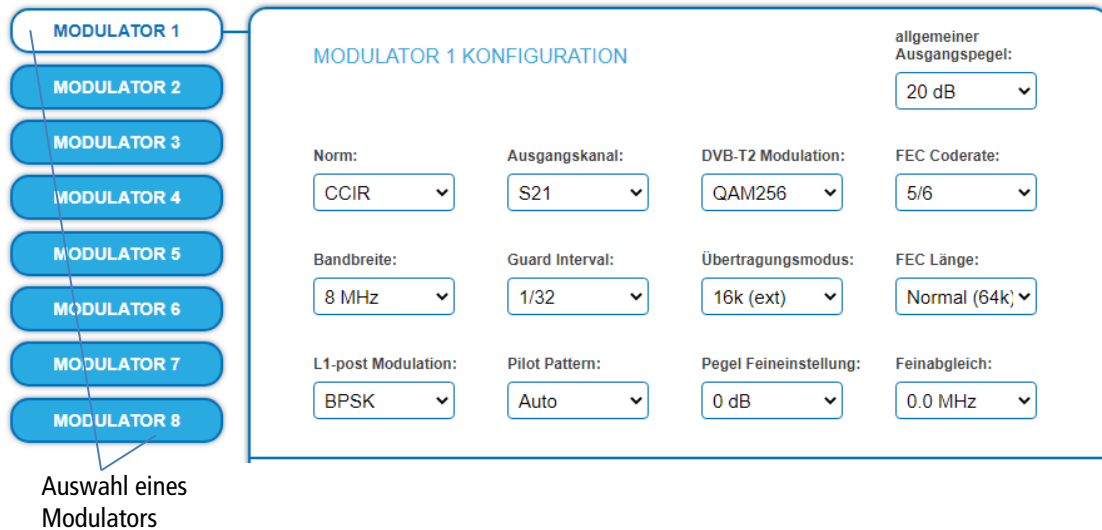 MODULATOR 1
MODULATOR 2
MODULATOR 3
MODULATOR 4
MODULATOR 5
MODULATOR 6
MODULATOR 7
MODULATOR 8
Auswahl eines
Modulators
MODULATOR 1 KONFIGURATION
allgemeiner
Ausgangspegel:
20 dB
Norm: Ausgangskanal: DVB-T2 Modulation: FEC Coderate:
CCIR S21 QAM256 5/6
Bandbreite: Guard Interval: Übertragungsmodus: FEC Länge:
8 MHz 1/32 16k (ext) Normal (64k)
L1-post Modulation: Pilot Pattern: Pegel Feineinstellung: Feinabgleich:
BPSK Auto 0 dB 0.0 MHz